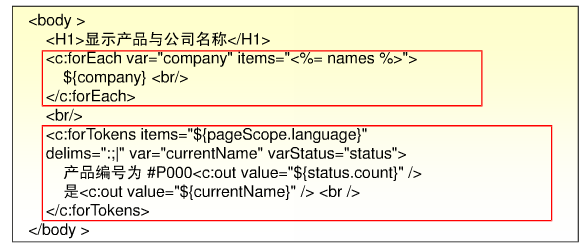 <body >
<H1>显示产品与公司名称</H1>
<c:forEach var="company" items="<%= names %>">
${company} <br/>
</c:forEach>
<br/>
<c:forTokens items="${pageScope.language}"
delims=":;|" var="currentName" varStatus="status">
产品编号为 #P000<c:out value="${status.count}" />
是<c:out value="${currentName}" /> <br />
</c:forTokens>
</body >